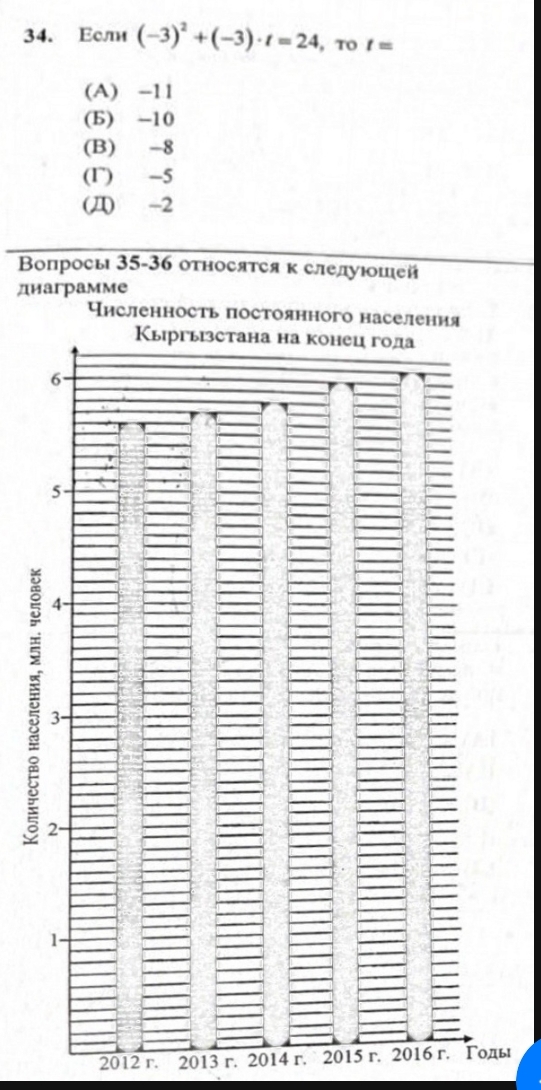 34. Если (−3)² + (−3) · t = 24, то t =
(А) −11
(Б) −10
(В) −8
(Г) −5
(Д) −2
Вопросы 35-36 относятся к следующей
диаграмме
Численность постоянного населения
Кыргызстана на конец года
Количество населения, млн. человек
6
5
4
3
2
1
2012 г. 2013 г. 2014 г. 2015 г. 2016 г. Годы